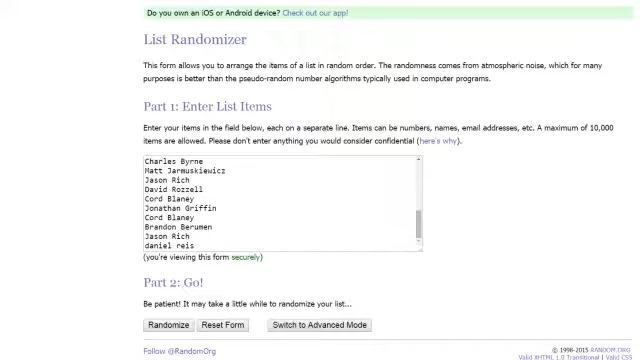 Do you own an iOS or Android device? Check out our app!
List Randomizer
This form allows you to arrange the items of a list in random order. The randomness comes from atmospheric noise, which for many
purposes is better than the pseudo-random number algorithms typically used in computer programs.
Part 1: Enter List Items
Enter your items in the field below, each on a separate line. Items can be numbers, names, email addresses, etc. A maximum of 10,000
items are allowed. Please don't enter anything you would consider confidential (here's why).
Charles Byrne
Matt Jarmuskiewicz
Jason Rich
David Rozzell
Cord Blaney
Jonathan Griffin
Cord Blaney
Brandon Berumen
Jason Rich
daniel reis
(you're viewing this form securely)
Part 2: Go!
Be patient! It may take a little while to randomize your list...
Randomize Reset Form Switch to Advanced Mode
Follow @RandomOrg
© 1998-2015 RANDOM.ORG
Valid XHTML 1.0 Transitional | Valid CSS